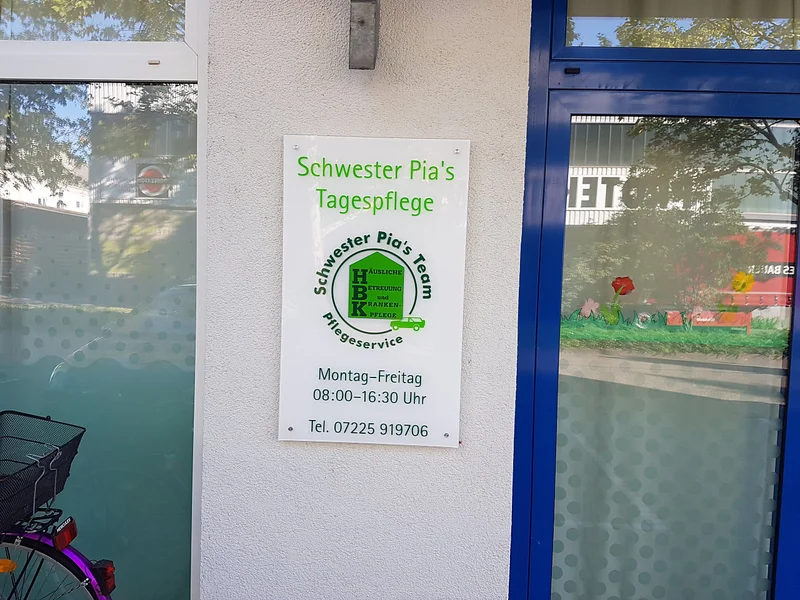 Schwester Pia's
Tagespflege
Schwester Pia's Team
HÄUSLICHE
BETREUUNG
und
KRANKEN-
PFLEGE
Pflegeservice
Montag-Freitag
08:00-16:30 Uhr
Tel. 07225 919706